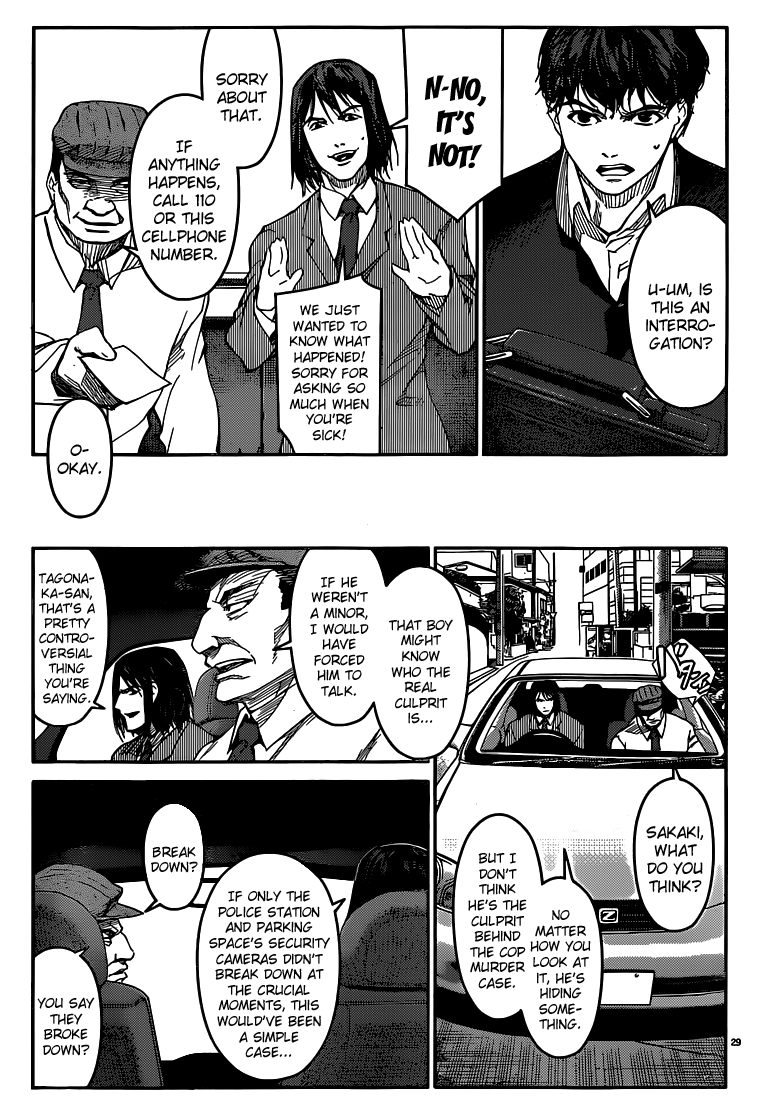 U-UM, IS
THIS AN
INTERRO-
GATION?
N-NO,
IT'S
NOT!
WE JUST
WANTED TO
KNOW WHAT
HAPPENED!
SORRY FOR
ASKING SO
MUCH WHEN
YOU'RE
SICK!
SORRY
ABOUT
THAT.
IF
ANYTHING
HAPPENS,
CALL 110
OR THIS
CELLPHONE
NUMBER.
O-
OKAY.
SAKAKI,
WHAT
DO YOU
THINK?
NO
MATTER
HOW YOU
LOOK AT
IT, HE'S
HIDING
SOME-
THING.
BUT I
DON'T
THINK
HE'S THE
CULPRIT
BEHIND
THE COP
MURDER
CASE.
Z
THAT BOY
MIGHT
KNOW
WHO THE
REAL
CULPRIT
IS...
IF HE
WEREN'T
A MINOR,
I WOULD
HAVE
FORCED
HIM TO
TALK.
TAGONA-
KA-SAN,
THAT'S A
PRETTY
CONTRO-
VERSIAL
THING
YOU'RE
SAYING.
IF ONLY THE
POLICE STATION
AND PARKING
SPACE'S SECURITY
CAMERAS DIDN'T
BREAK DOWN AT
THE CRUCIAL
MOMENTS, THIS
WOULD'VE BEEN
A SIMPLE
CASE...
BREAK
DOWN?
YOU SAY
THEY
BROKE
DOWN?
29